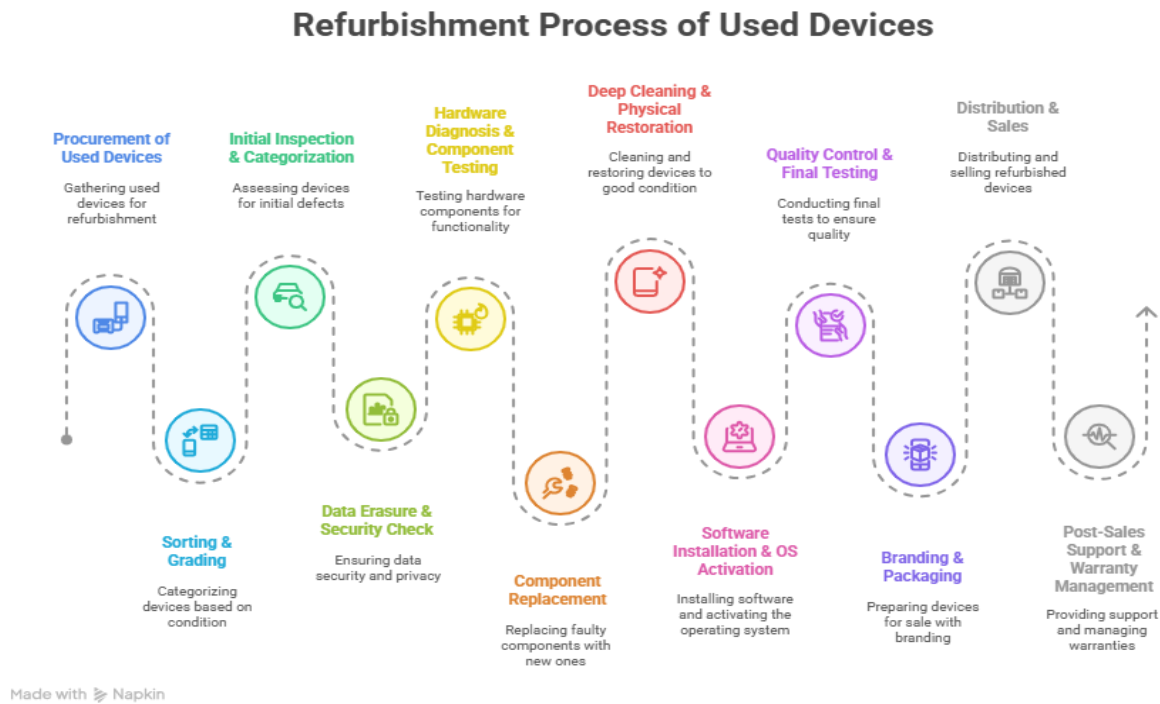 Refurbishment Process of Used Devices
Procurement of
Used Devices
Gathering used
devices for
refurbishment
Sorting &
Grading
Categorizing
devices based on
condition
Initial Inspection
& Categorization
Assessing devices
for initial defects
Data Erasure &
Security Check
Ensuring data
security and privacy
Hardware
Diagnosis &
Component
Testing
Testing hardware
components for
functionality
Component
Replacement
Replacing faulty
components with
new ones
Deep Cleaning &
Physical
Restoration
Cleaning and
restoring devices to
good condition
Software
Installation & OS
Activation
Installing software
and activating the
operating system
Quality Control &
Final Testing
Conducting final
tests to ensure
quality
Branding &
Packaging
Preparing devices
for sale with
branding
Distribution &
Sales
Distributing and
selling refurbished
devices
Post-Sales
Support &
Warranty
Management
Providing support
and managing
warranties
Made with Napkin